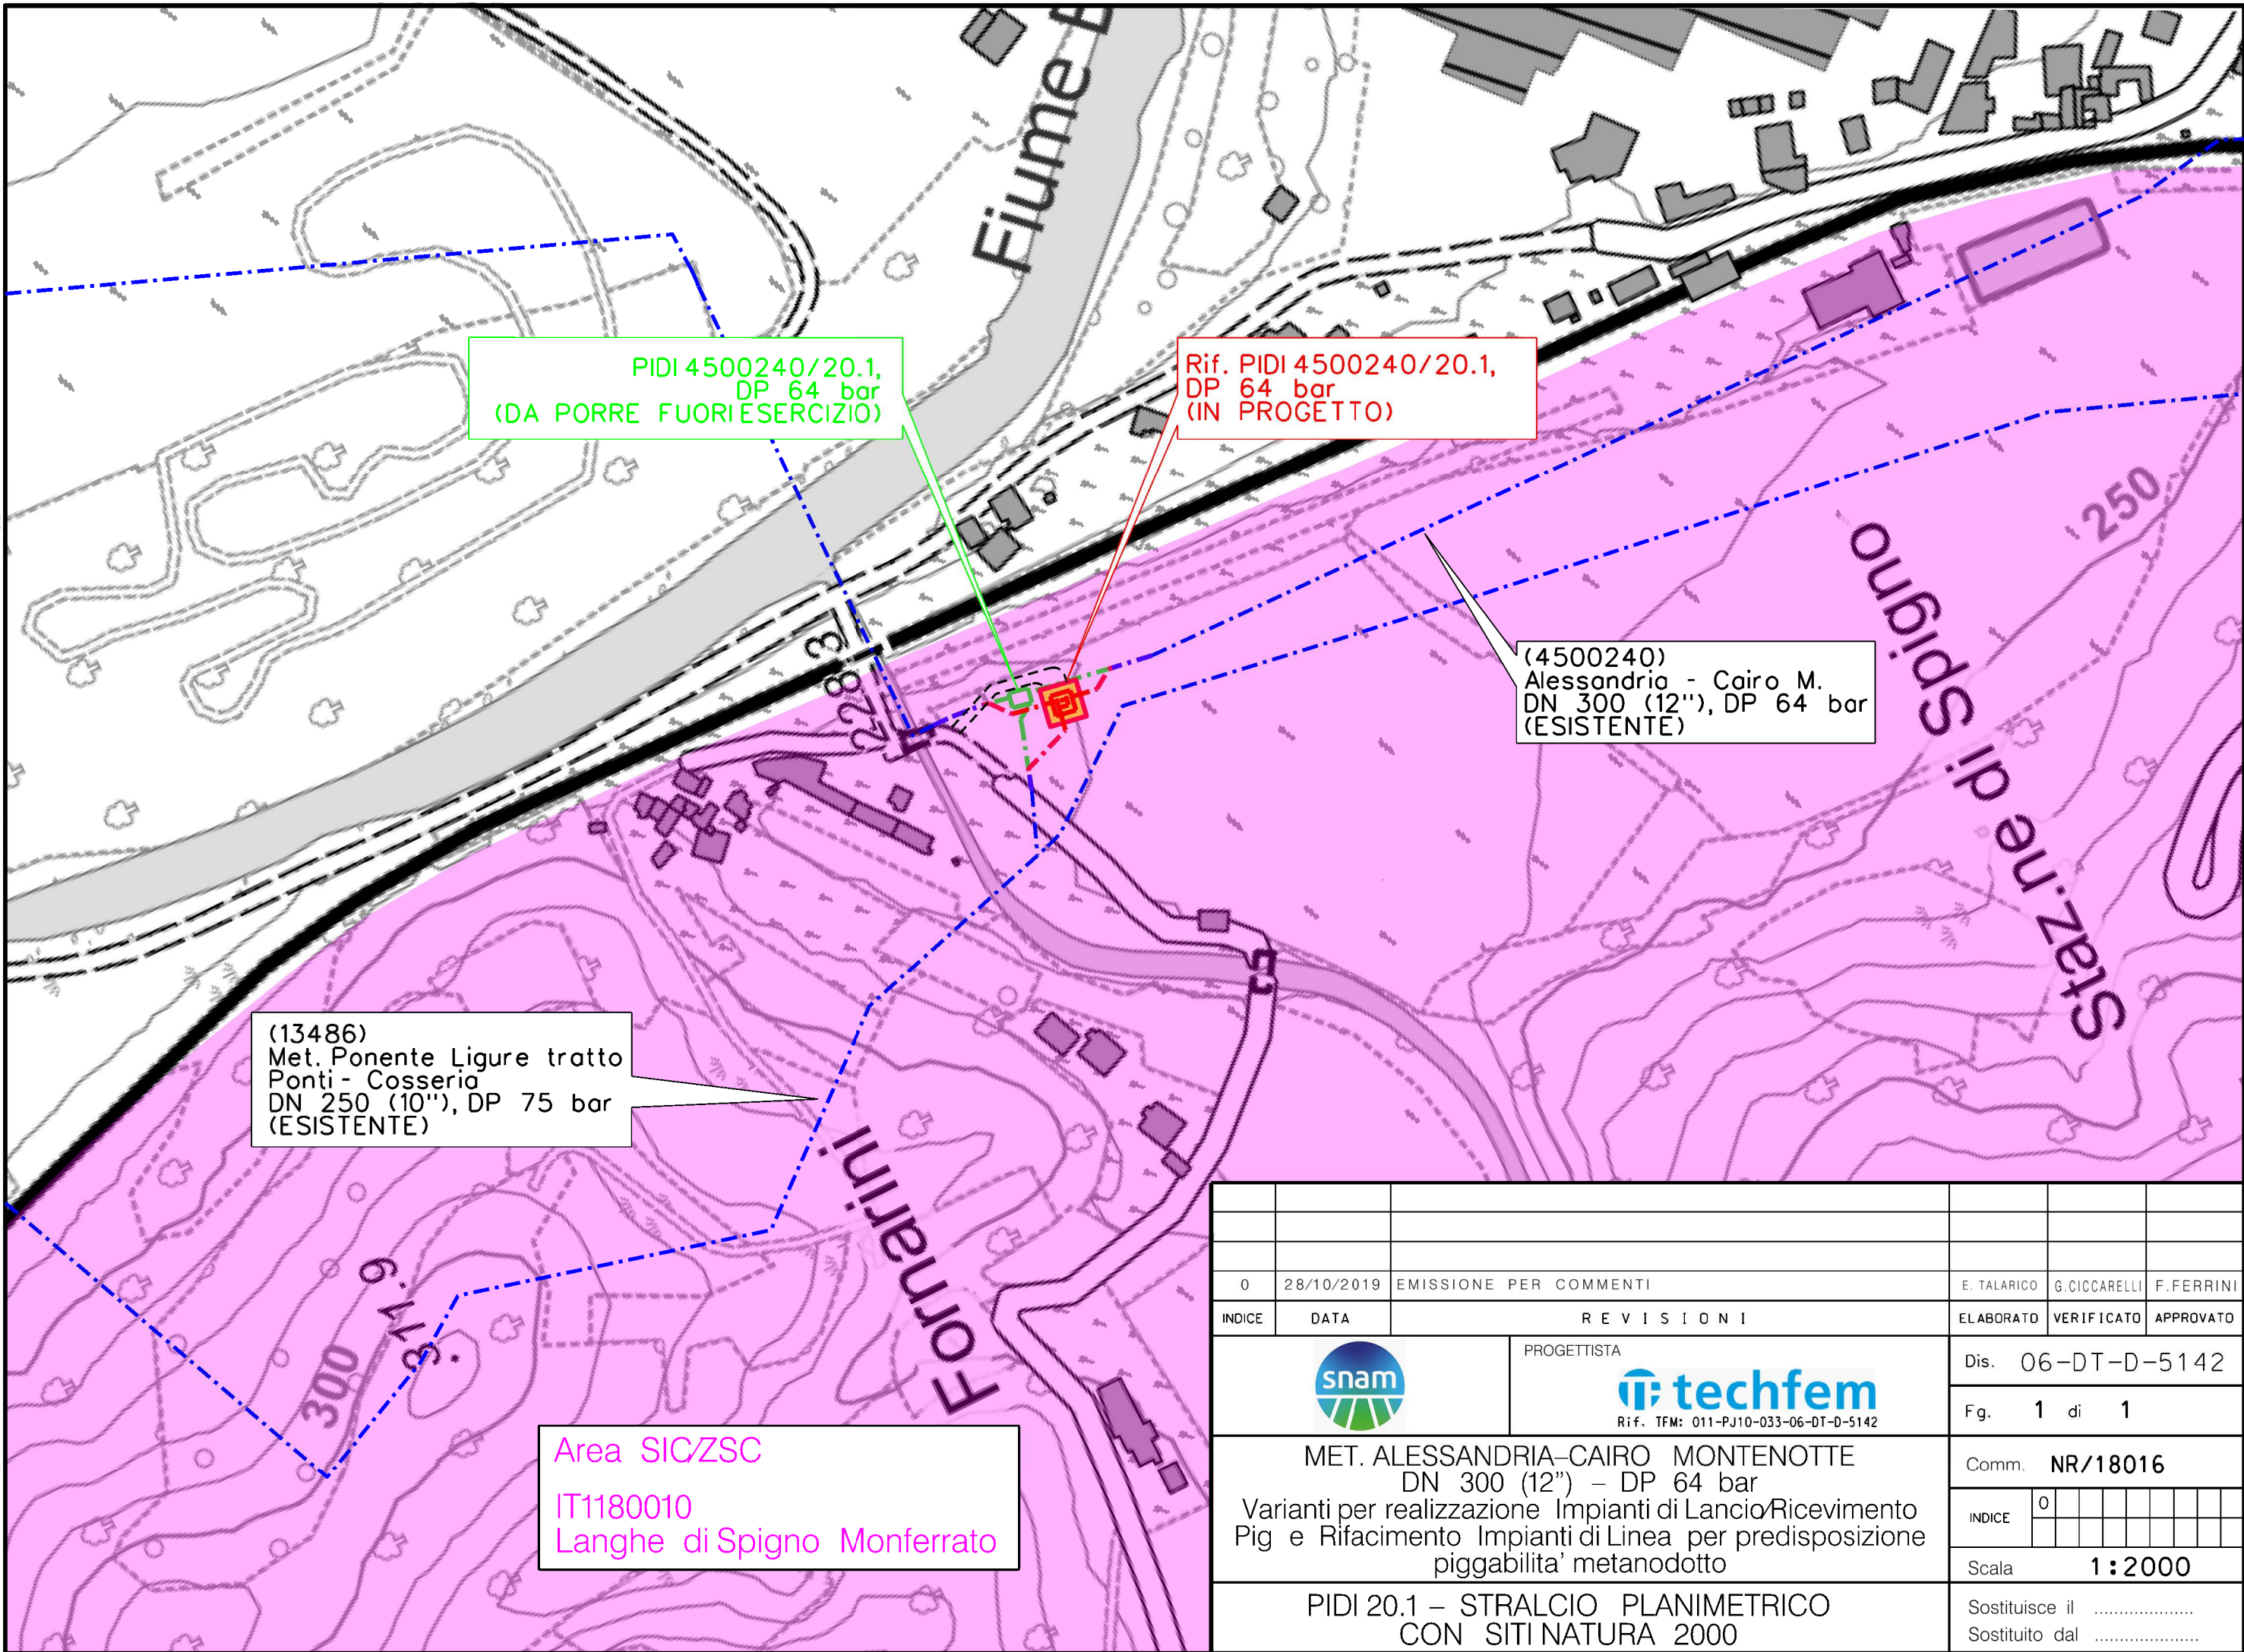 Fiume B
PIDI 4500240/20.1,
DP 64 bar
(DA PORRE FUORI ESERCIZIO)
Rif. PIDI 4500240/20.1,
DP 64 bar
(IN PROGETTO)
250
(4500240)
Alessandria - Cairo M.
DN 300 (12''), DP 64 bar
(ESISTENTE)
Staz.ne di Spigno
228.3
(13486)
Met. Ponente Ligure tratto
Ponti - Cosseria
DN 250 (10''), DP 75 bar
(ESISTENTE)
Fornarini
311.9
300
Area SIC/ZSC
IT1180010
Langhe di Spigno Monferrato
0 28/10/2019 EMISSIONE PER COMMENTI E. TALARICO G.CICCARELLI F.FERRINI
INDICE DATA REVISIONI ELABORATO VERIFICATO APPROVATO
snam
PROGETTISTA
techfem
Rif. TFM: 011-PJ10-033-06-DT-D-5142
Dis. 06-DT-D-5142
Fg. 1 di 1
MET. ALESSANDRIA-CAIRO MONTENOTTE
DN 300 (12") - DP 64 bar
Varianti per realizzazione Impianti di Lancio/Ricevimento
Pig e Rifacimento Impianti di Linea per predisposizione
piggabilita' metanodotto
Comm. NR/18016
INDICE 0
Scala 1:2000
PIDI 20.1 – STRALCIO PLANIMETRICO
CON SITI NATURA 2000
Sostituisce il ....................
Sostituito dal ....................